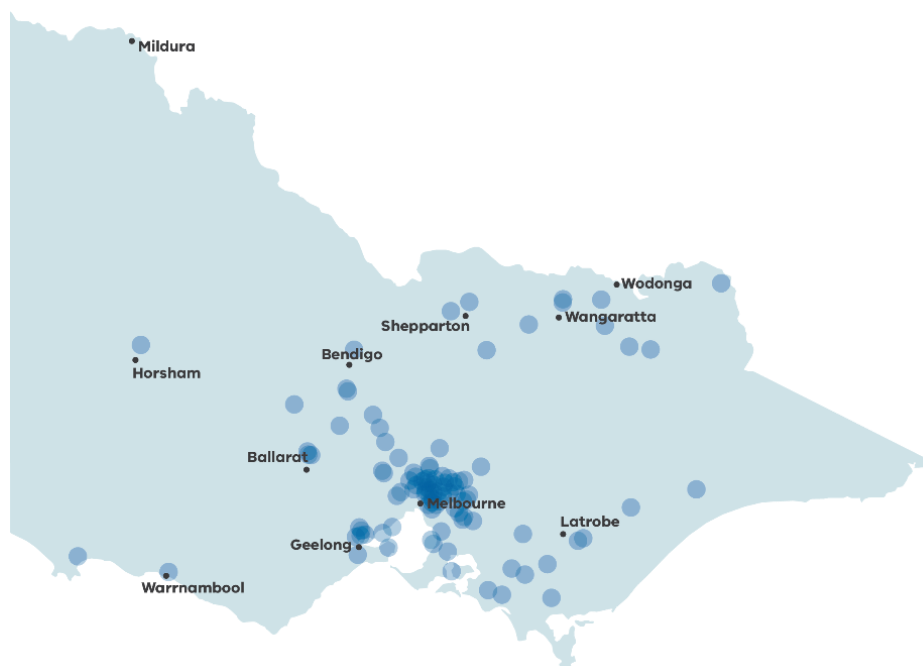 Mildura
Wodonga
Wangaratta
Shepparton
Bendigo
Horsham
Ballarat
Melbourne
Latrobe
Geelong
Warrnambool